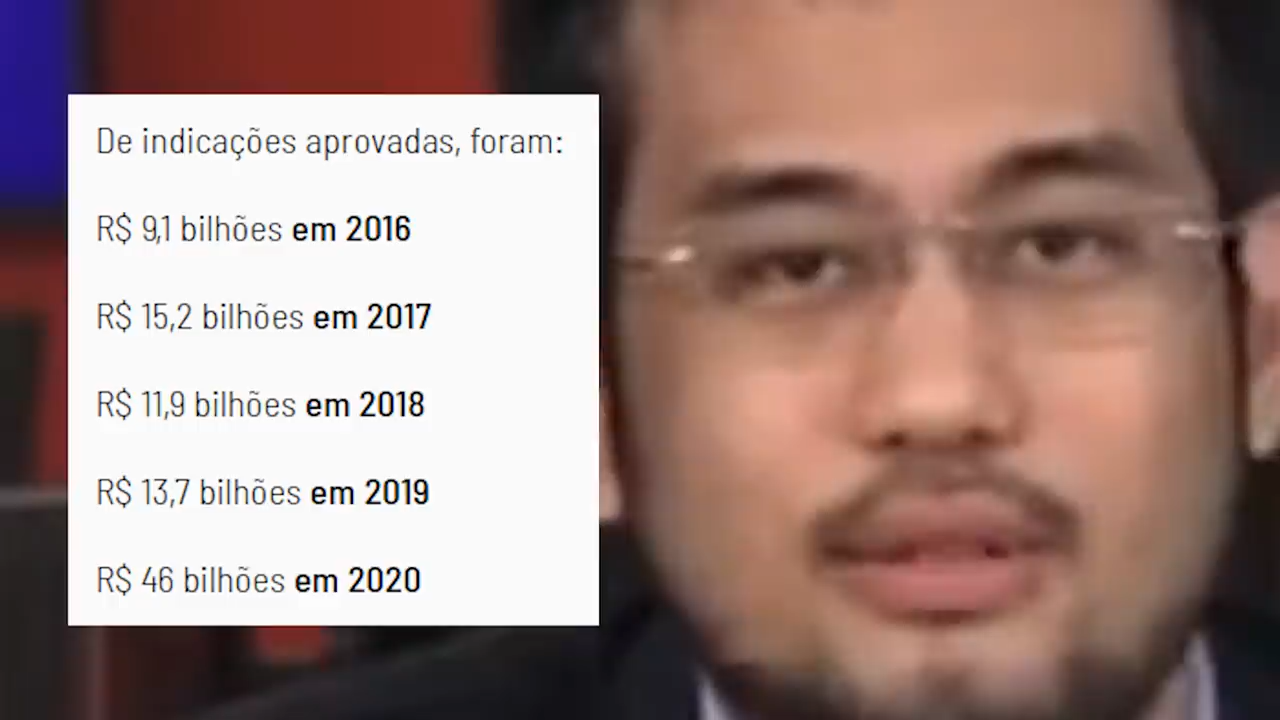 De indicações aprovadas, foram:
R$ 9,1 bilhões em 2016
R$ 15,2 bilhões em 2017
R$ 11,9 bilhões em 2018
R$ 13,7 bilhões em 2019
R$ 46 bilhões em 2020